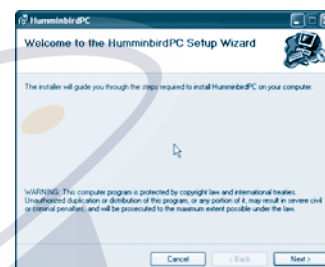 HumminbirdPC
Welcome to the HumminbirdPC Setup Wizard
The installer will guide you through the steps required to install HumminbirdPC on your computer.
WARNING: This computer program is protected by copyright law and international treaties.
Unauthorized duplication or distribution of this program, or any portion of it, may result in severe civil
or criminal penalties, and will be prosecuted to the maximum extent possible under the law.
Cancel
< Back
Next >